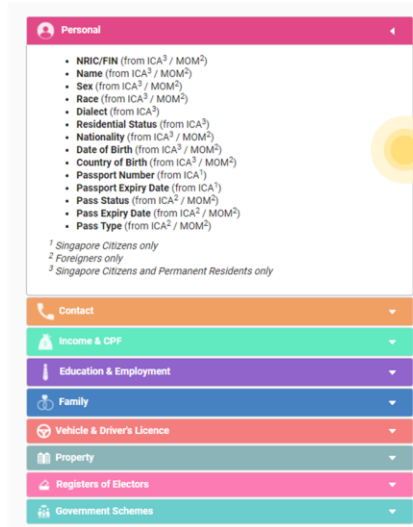 Personal
• NRIC/FIN (from ICA³ / MOM²)
• Name (from ICA³ / MOM²)
• Sex (from ICA³ / MOM²)
• Race (from ICA³ / MOM²)
• Dialect (from ICA³)
• Residential Status (from ICA³)
• Nationality (from ICA³ / MOM²)
• Date of Birth (from ICA³ / MOM²)
• Country of Birth (from ICA³ / MOM²)
• Passport Number (from ICA¹)
• Passport Expiry Date (from ICA¹)
• Pass Status (from ICA² / MOM²)
• Pass Expiry Date (from ICA² / MOM²)
• Pass Type (from ICA² / MOM²)
¹ Singapore Citizens only
² Foreigners only
³ Singapore Citizens and Permanent Residents only
Contact
Income & CPF
Education & Employment
Family
Vehicle & Driver's Licence
Property
Registers of Electors
Government Schemes